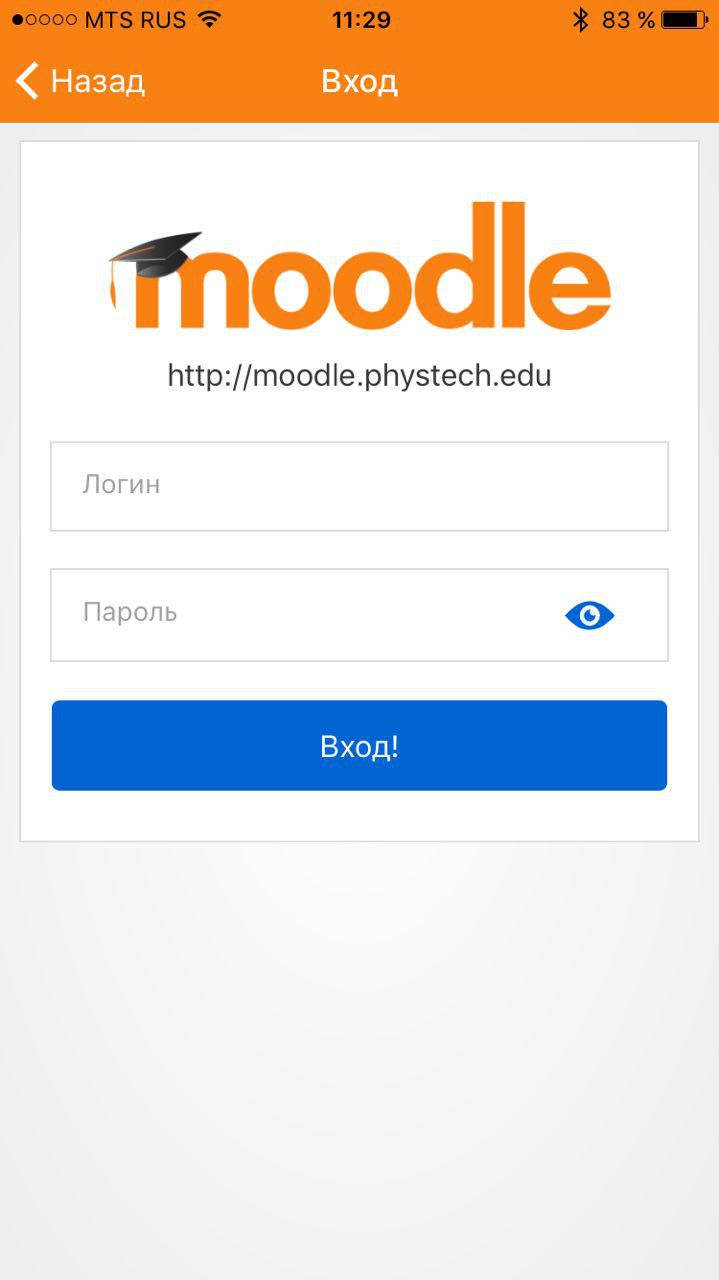 MTS RUS 11:29 83 %
Назад Вход
moodle
http://moodle.phystech.edu
Логин
Пароль
Вход!